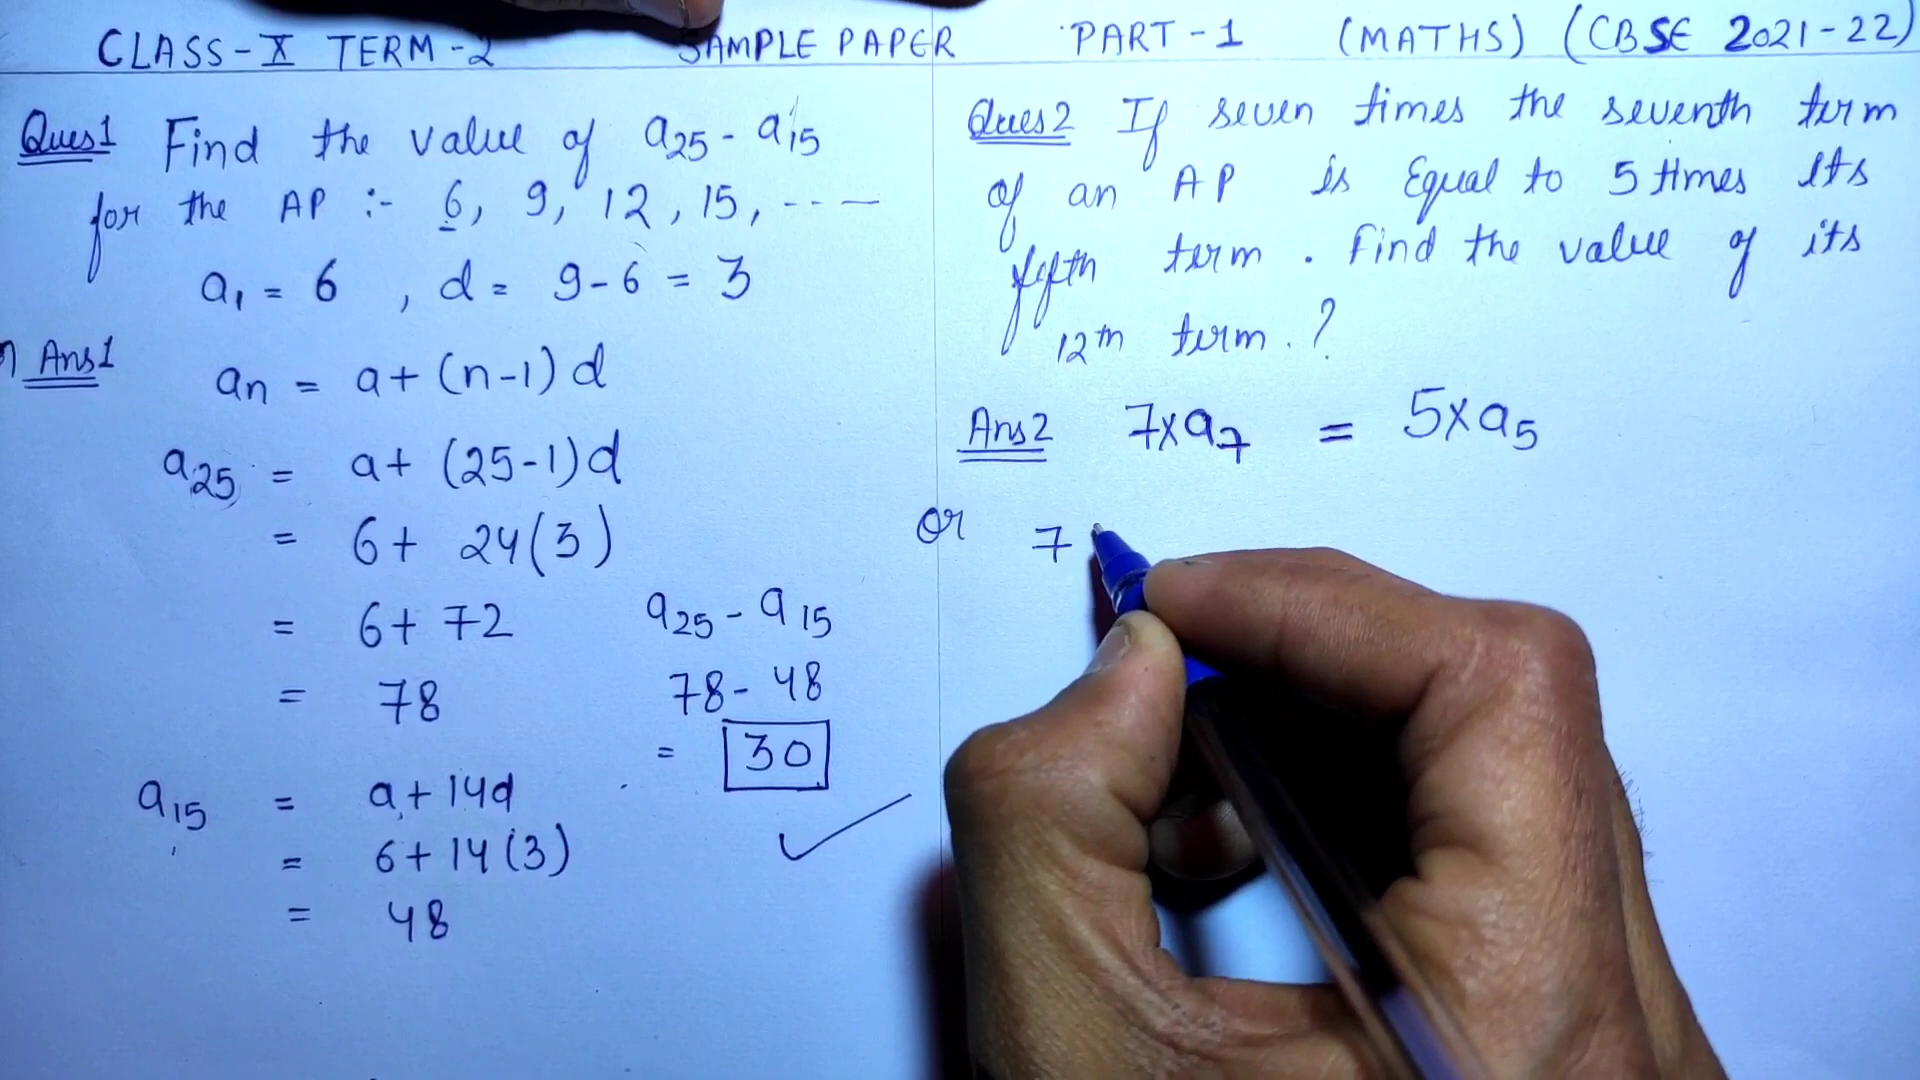 CLASS-X TERM-2 SAMPLE PAPER PART-1 (MATHS) (CBSE 2021-22)
Ques1 Find the value of a25 - a15
for the AP :- 6, 9, 12, 15, -----
a1 = 6 , d = 9-6 = 3
Ans1 an = a+(n-1)d
a25 = a+ (25-1)d
= 6+ 24(3)
= 6+72
= 78
a15 = a+14d
= 6+14(3)
= 48
a25 - a15
78-48
= 30
Ques2 If seven times the seventh term
of an AP is Equal to 5 times Its
fifth term. Find the value of its
12th term.?
Ans2 7xa7 = 5xa5
or 7